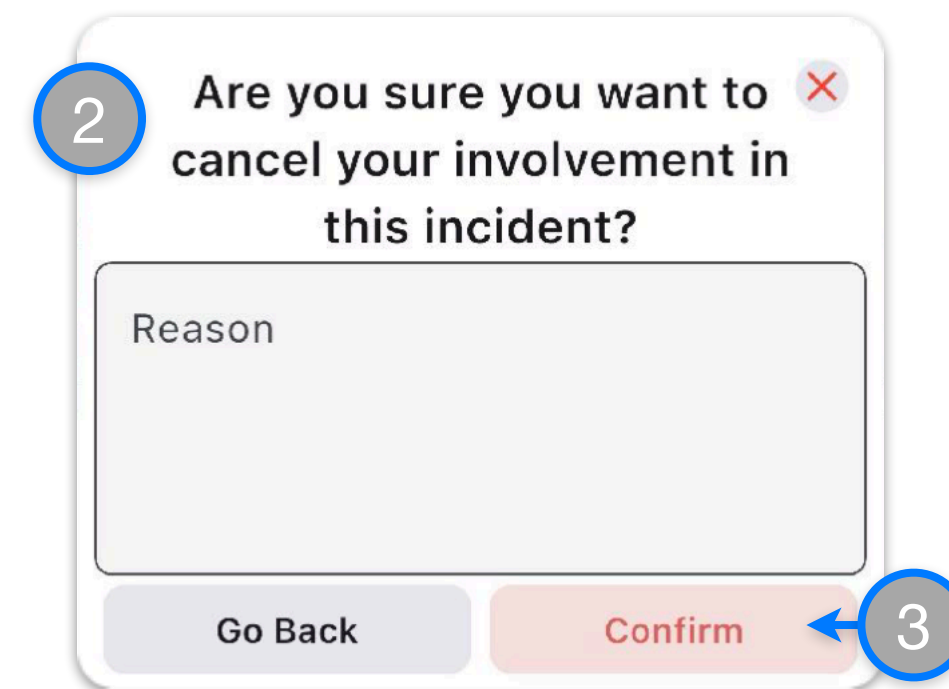 2
Are you sure you want to
cancel your involvement in
this incident?
Reason
Go Back
Confirm
3